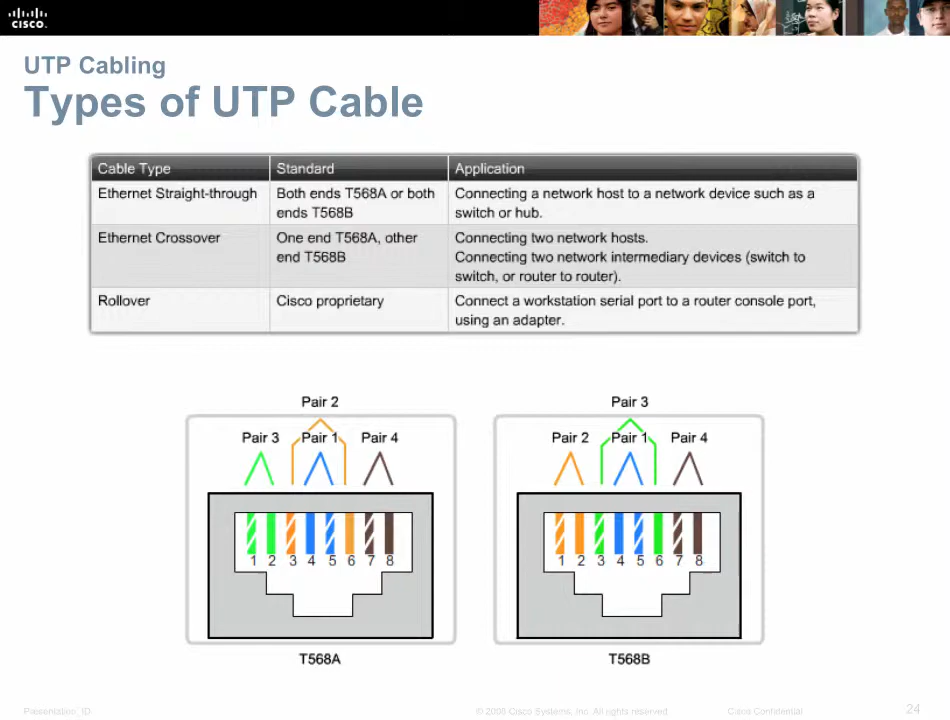 CISCO
UTP Cabling
Types of UTP Cable
Cable Type Standard Application
Ethernet Straight-through Both ends T568A or both Connecting a network host to a network device such as a
ends T568B switch or hub.
Ethernet Crossover One end T568A, other Connecting two network hosts.
end T568B Connecting two network intermediary devices (switch to
switch, or router to router).
Rollover Cisco proprietary Connect a workstation serial port to a router console port,
using an adapter.
Pair 2 Pair 3
Pair 3 Pair 1 Pair 4 Pair 2 Pair 1 Pair 4
1 2 3 4 5 6 7 8 1 2 3 4 5 6 7 8
T568A T568B
Presentation_ID © 2008 Cisco Systems, Inc. All rights reserved. Cisco Confidential 24